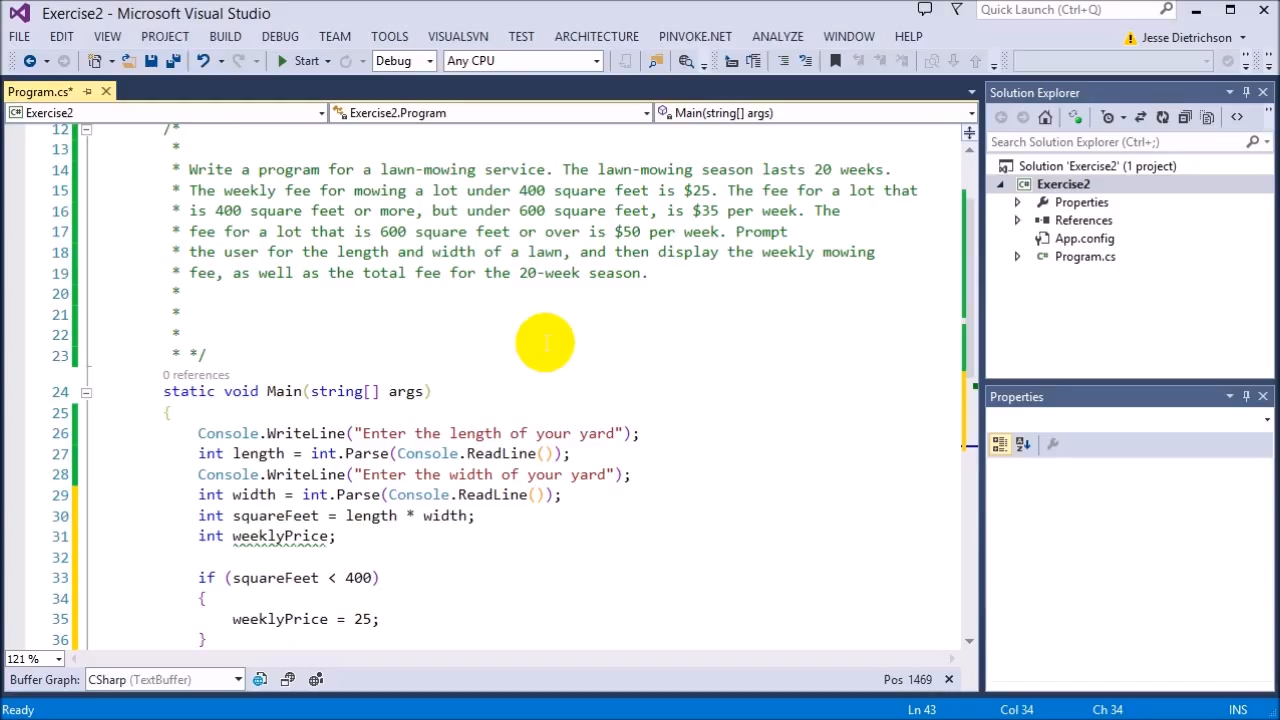 Exercise2 - Microsoft Visual Studio
Quick Launch (Ctrl+Q)
FILE EDIT VIEW PROJECT BUILD DEBUG TEAM TOOLS VISUALSVN TEST ARCHITECTURE PINVOKE.NET ANALYZE WINDOW HELP
Jesse Dietrichson
Start Debug Any CPU
Program.cs*
Exercise2 Exercise2.Program Main(string[] args)
12 /*
13 *
14 * Write a program for a lawn-mowing service. The lawn-mowing season lasts 20 weeks.
15 * The weekly fee for mowing a lot under 400 square feet is $25. The fee for a lot that
16 * is 400 square feet or more, but under 600 square feet, is $35 per week. The
17 * fee for a lot that is 600 square feet or over is $50 per week. Prompt
18 * the user for the length and width of a lawn, and then display the weekly mowing
19 * fee, as well as the total fee for the 20-week season.
20 *
21 *
22 *
23 * */
0 references
24 static void Main(string[] args)
25 {
26 Console.WriteLine("Enter the length of your yard");
27 int length = int.Parse(Console.ReadLine());
28 Console.WriteLine("Enter the width of your yard");
29 int width = int.Parse(Console.ReadLine());
30 int squareFeet = length * width;
31 int weeklyPrice;
32
33 if (squareFeet < 400)
34 {
35 weeklyPrice = 25;
36 }
121 %
Buffer Graph: CSharp (TextBuffer) Pos 1469
Ready Ln 43 Col 34 Ch 34 INS
Solution Explorer
Search Solution Explorer (Ctrl+;)
Solution 'Exercise2' (1 project)
C# Exercise2
Properties
References
App.config
C# Program.cs
Properties